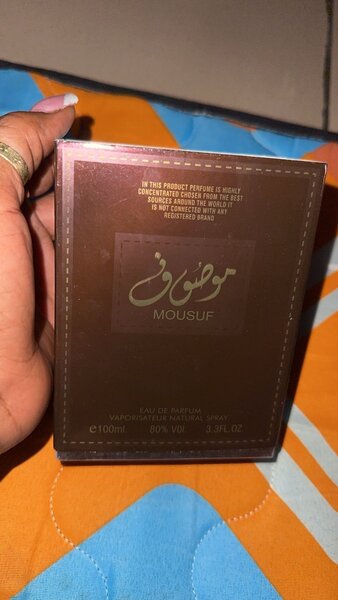 IN THIS PRODUCT PERFUME IS HIGHLY
CONCENTRATED CHOSEN FROM THE BEST
SOURCES AROUND THE WORLD IT
IS NOT CONNECTED WITH ANY
REGISTERED BRAND
موصوف
MOUSUF
EAU DE PARFUM
VAPORISATEUR NATURAL SPRAY
℮100ml. 80% VOL. 3.3FL.OZ